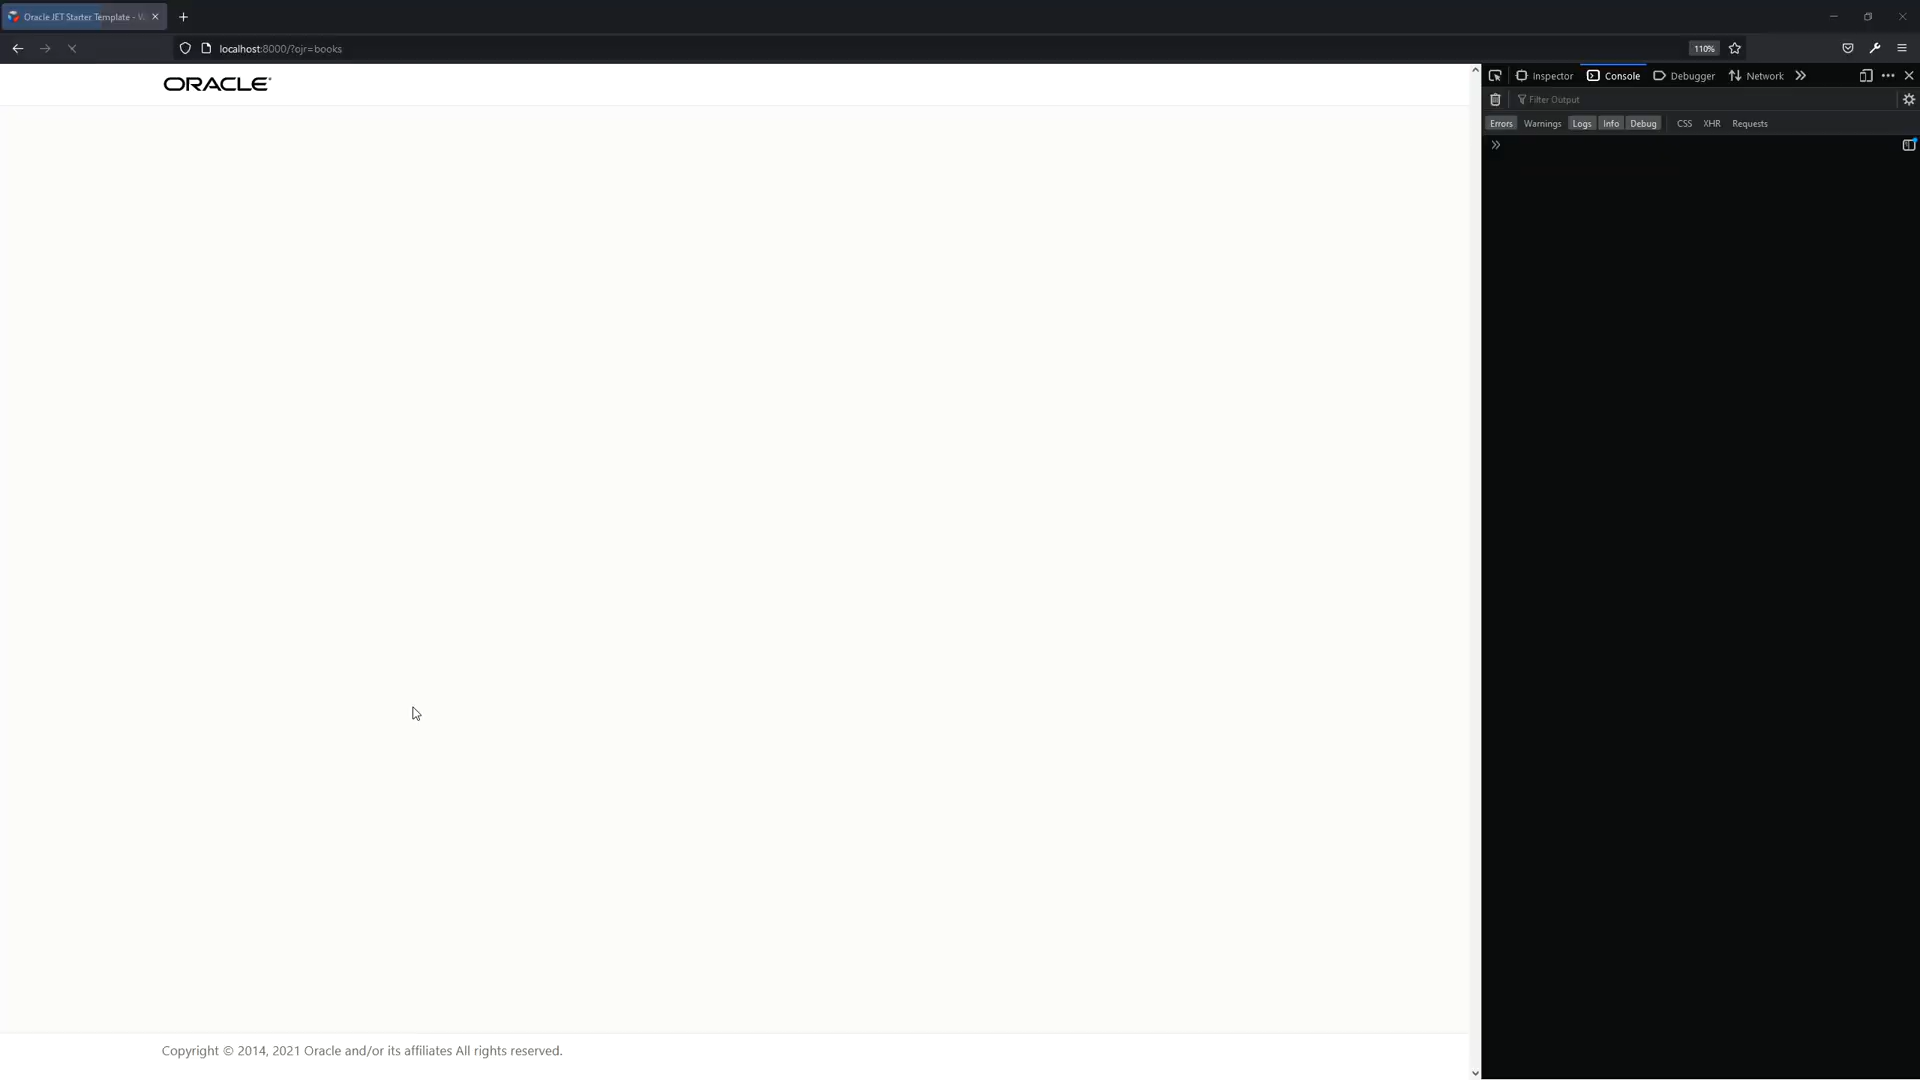 Oracle JET Starter Template -
localhost:8000/?ojr=books
110%
ORACLE
Inspector
Console
Debugger
Network
Filter Output
Errors
Warnings
Logs
Info
Debug
CSS
XHR
Requests
Copyright © 2014, 2021 Oracle and/or its affiliates All rights reserved.